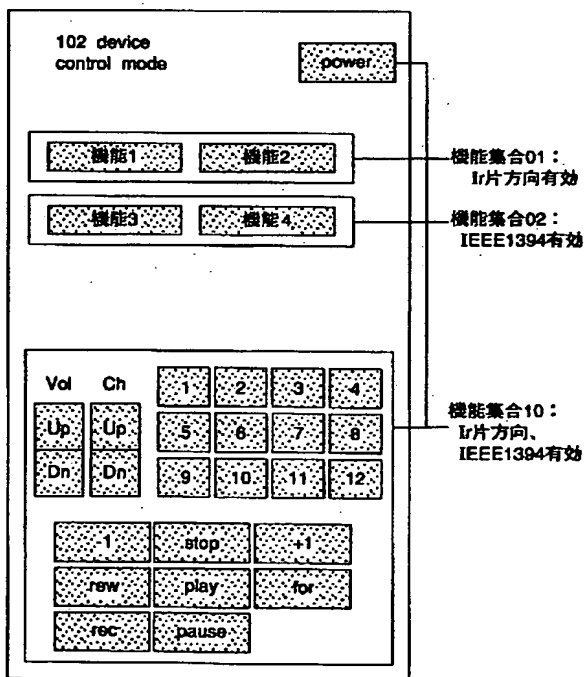 102 device
control mode
power
機能1 機能2
機能集合01：
Ir片方向有効
機能3 機能4
機能集合02：
IEEE1394有効
Vol Ch
1 2 3 4
Up Up
5 6 7 8
Dn Dn
9 10 11 12
機能集合10：
Ir片方向、
IEEE1394有効
1 stop +1
rew play for
rec pause